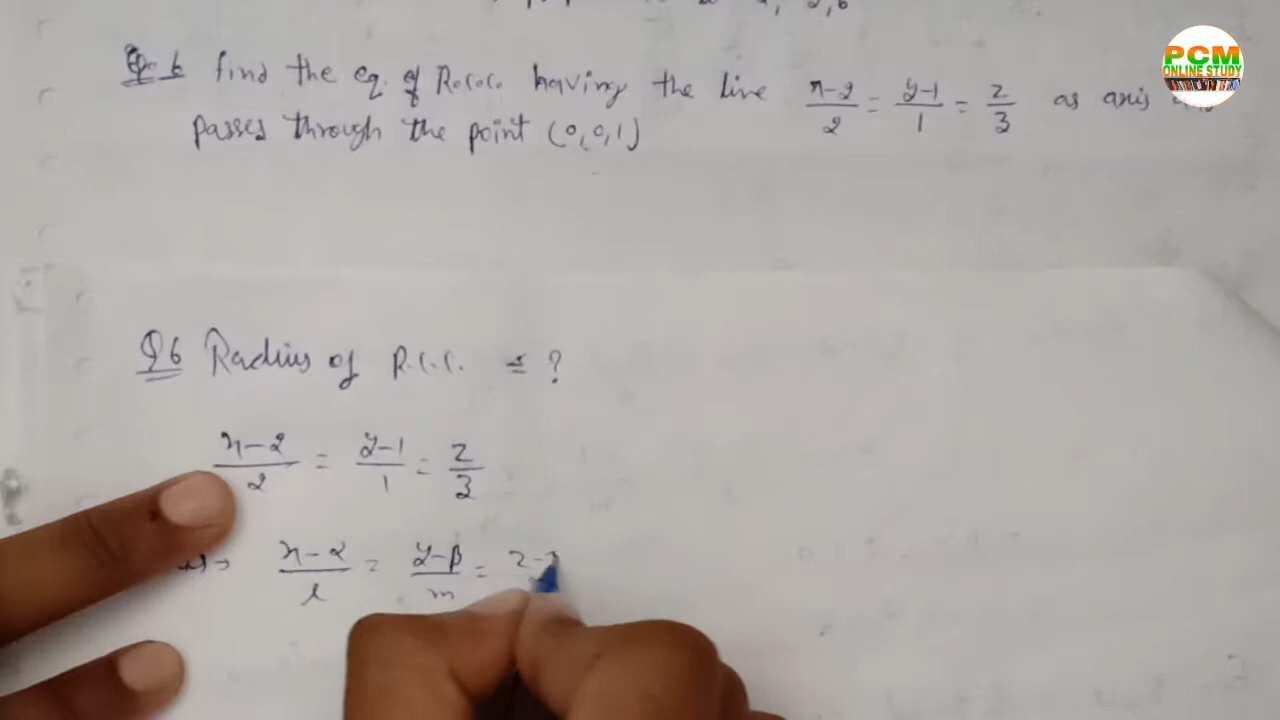 PCM
ONLINE STUDY
Q. 6 find the eq. of R.C.C. having the line x-2/2 = y-1/1 = z/3 as axis
passes through the point (0,0,1)
Q6 Radius of R.C.C. = ?
x-2/2 = y-1/1 = z/3
x-α/l = y-β/m = z-